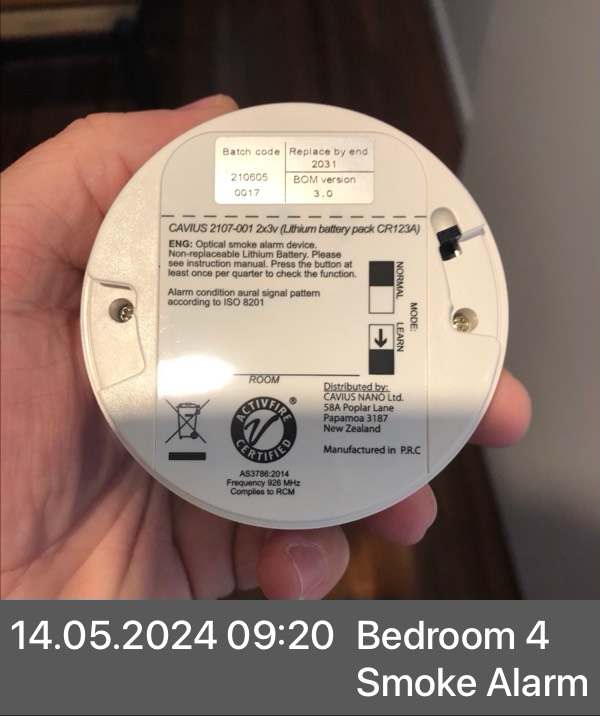 Batch code
210605
0017
Replace by end
2031
BOM version
3.0
CAVIUS 2107-001 2x3v (Lithium battery pack CR123A)
ENG: Optical smoke alarm device.
Non-replaceable Lithium Battery. Please
see instruction manual. Press the button at
least once per quarter to check the function.
Alarm condition aural signal pattern
according to ISO 8201
NORMAL
MODE:
LEARN
ROOM
ACTIVFIRE®
CERTIFIED
AS3786:2014
Frequency 926 MHz
Complies to RCM
Distributed by:
CAVIUS NANO Ltd.
58A Poplar Lane
Papamoa 3187
New Zealand
Manufactured in P.R.C
14.05.2024 09:20
Bedroom 4
Smoke Alarm